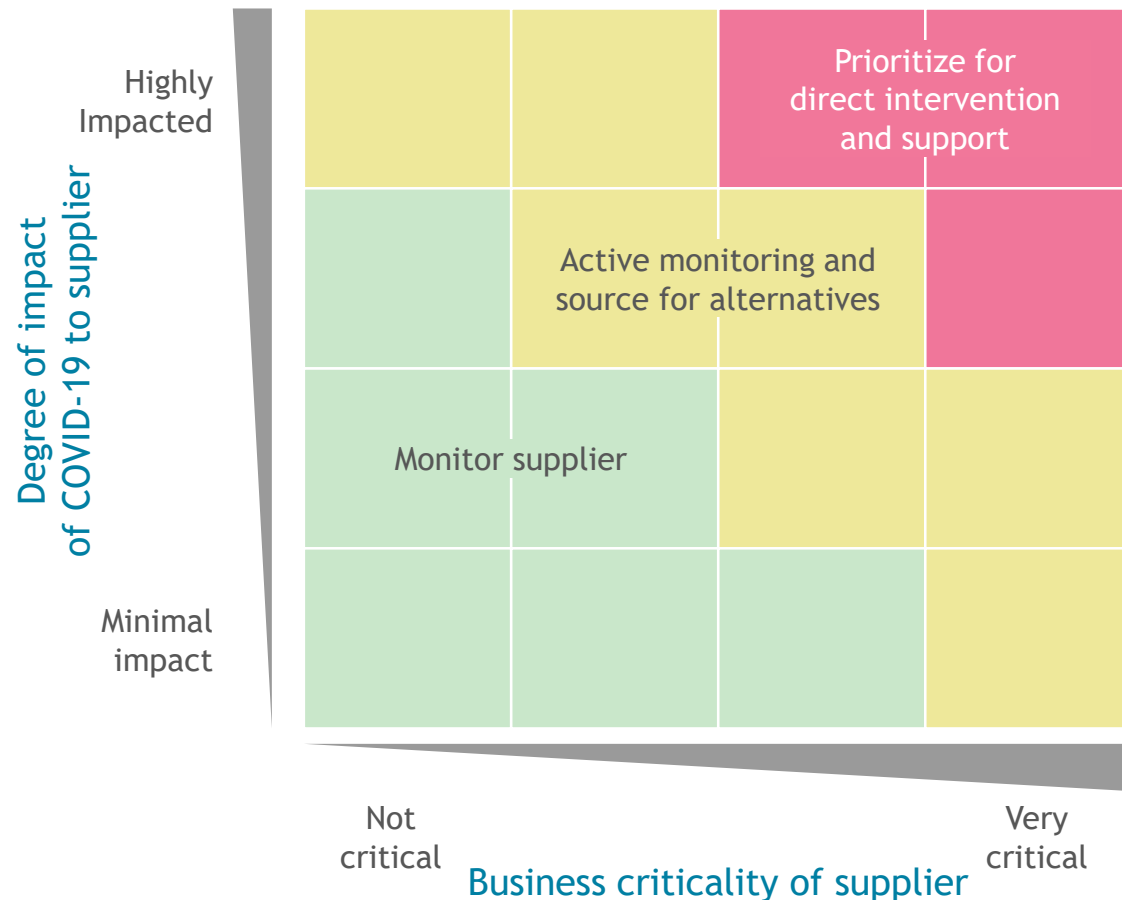 Highly
Impacted
Prioritize for
direct intervention
and support
Degree of impact
of COVID-19 to supplier
Active monitoring and
source for alternatives
Monitor supplier
Minimal
impact
Not
critical
Very
critical
Business criticality of supplier